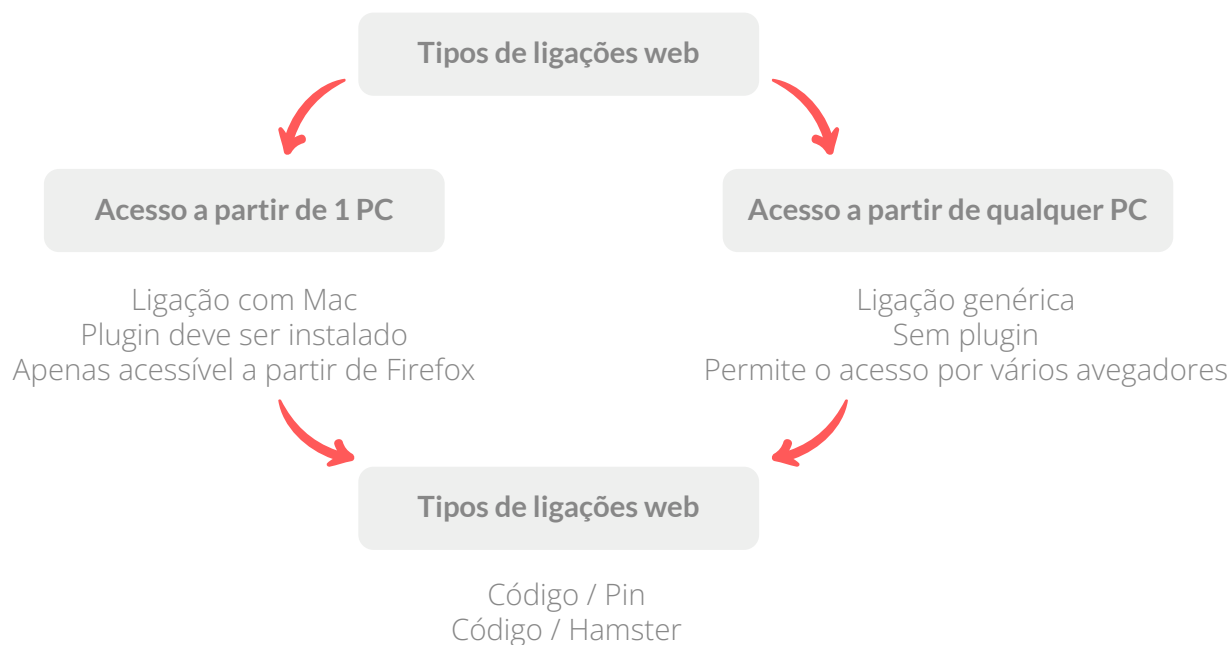 Tipos de ligações web
Acesso a partir de 1 PC
Acesso a partir de qualquer PC
Ligação com Mac
Plugin deve ser instalado
Apenas acessível a partir de Firefox
Ligação genérica
Sem plugin
Permite o acesso por vários avegadores
Tipos de ligações web
Código / Pin
Código / Hamster